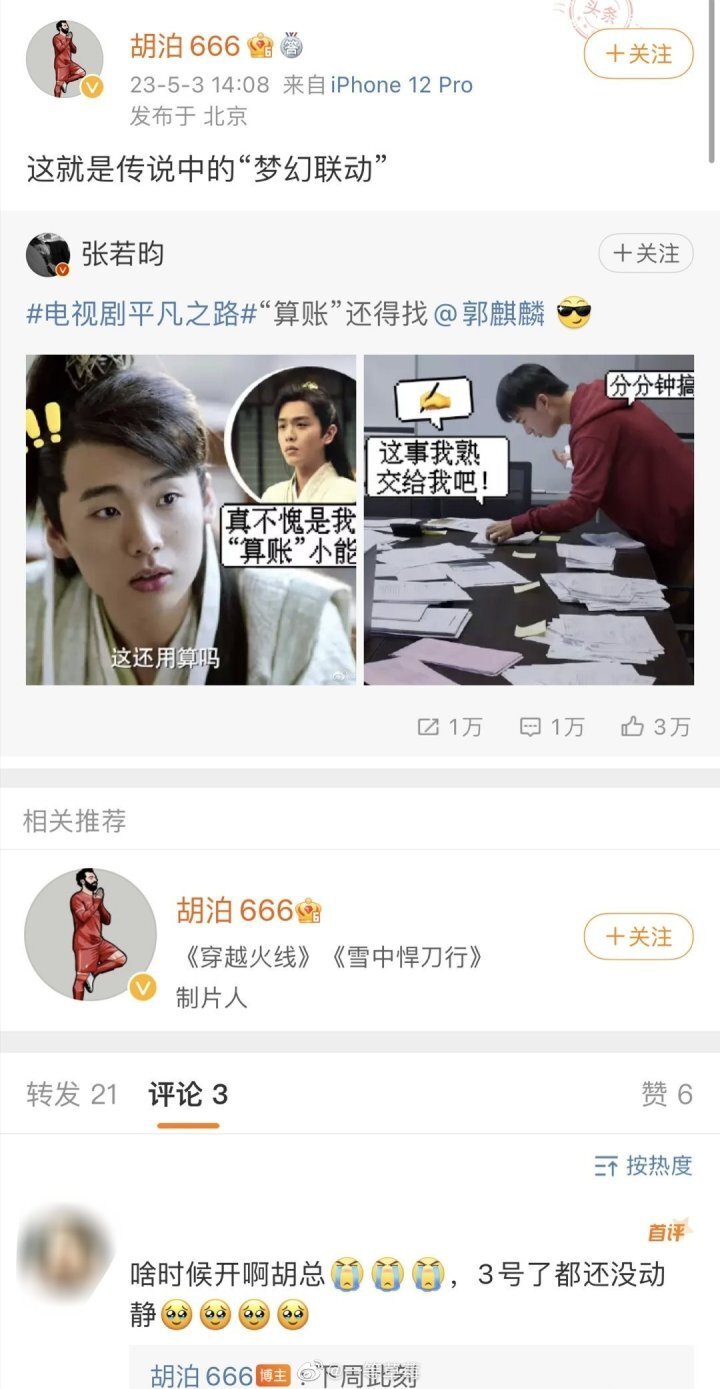 头条
胡泊666
+关注
23-5-3 14:08 来自 iPhone 12 Pro
发布于 北京
这就是传说中的“梦幻联动”
张若昀
+关注
#电视剧平凡之路#“算账”还得找@郭麒麟 😎
!!
真不愧是我
“算账”小能
这还用算吗
✍
分分钟搞
这事我熟
交给我吧!
1万
1万
3万
相关推荐
胡泊666
《穿越火线》《雪中悍刀行》
制片人
+关注
转发 21
评论 3
赞 6
按热度
首评
啥时候开啊胡总😭😭😭，3号了都还没动
静🥹🥹🥹🥹
胡泊666 博主：下周此刻